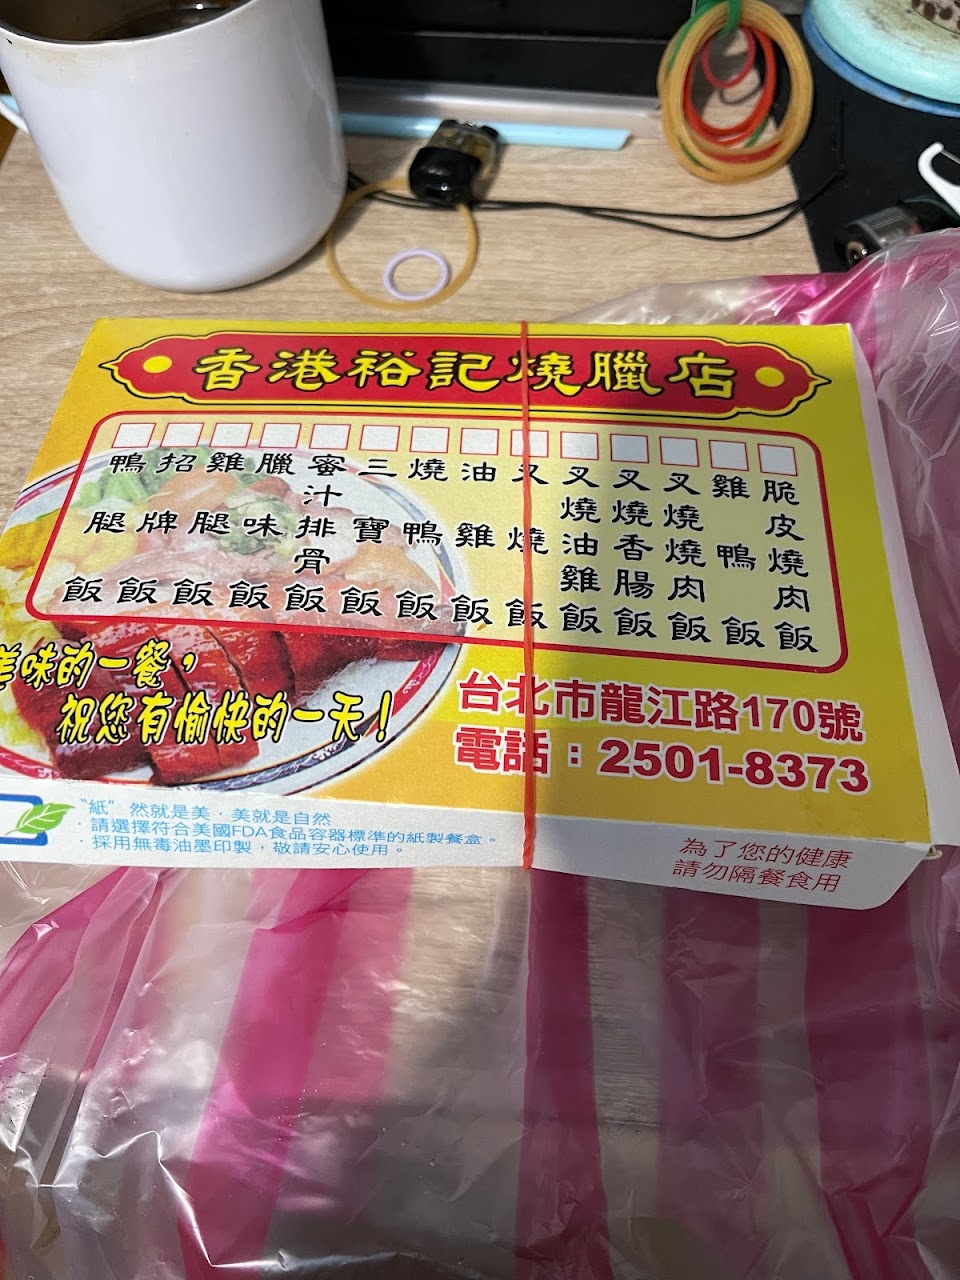 香港裕記燒臘店
脆皮燒肉飯
雞鴨飯
叉燒燒肉飯
叉燒香腸飯
叉燒油雞飯
叉燒飯
油雞飯
燒鴨飯
三寶飯
蜜汁排骨飯
臘味飯
雞腿飯
招牌飯
鴨腿飯
美味的一餐，
祝您有愉快的一天！
台北市龍江路170號
電話：2501-8373
“紙”然就是美．美就是自然
．請選擇符合美國FDA食品容器標準的紙製餐盒。
．採用無毒油墨印製，敬請安心使用。
為了您的健康
請勿隔餐食用